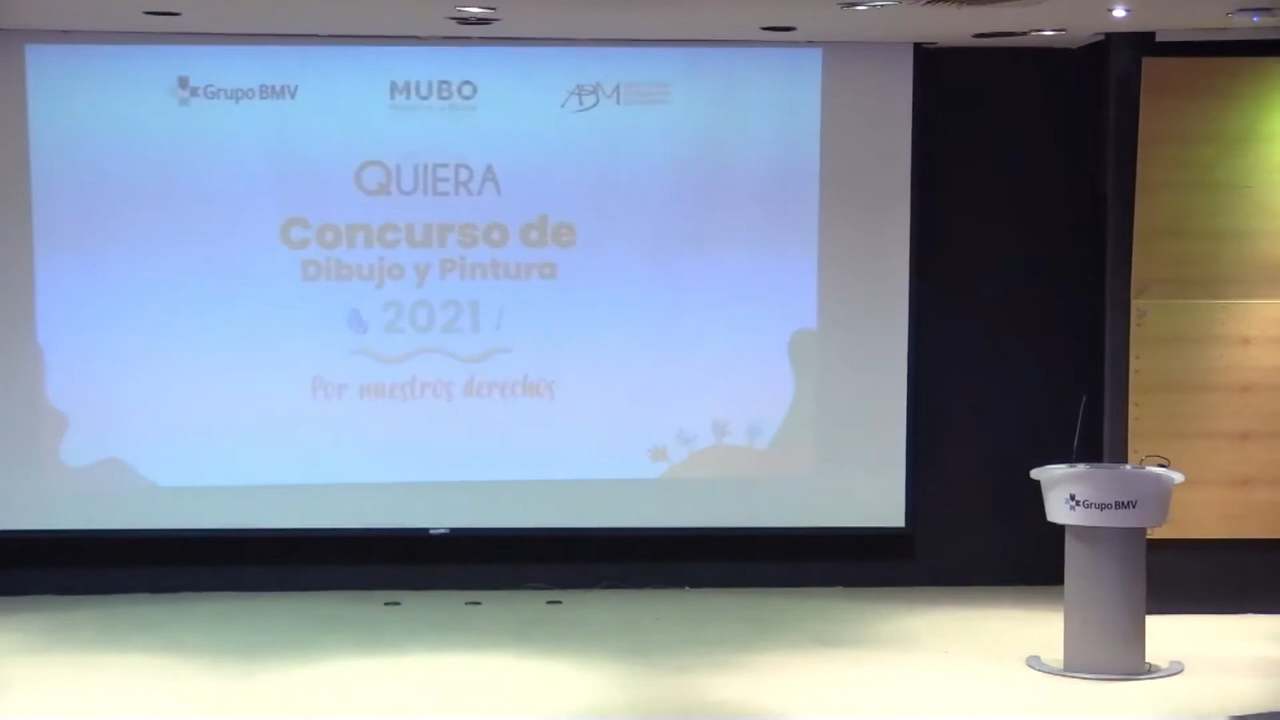 Grupo BMV
MUBO
ABM
QUIERA
Concurso de
Dibujo y Pintura
2021
Por nuestros derechos
Grupo BMV